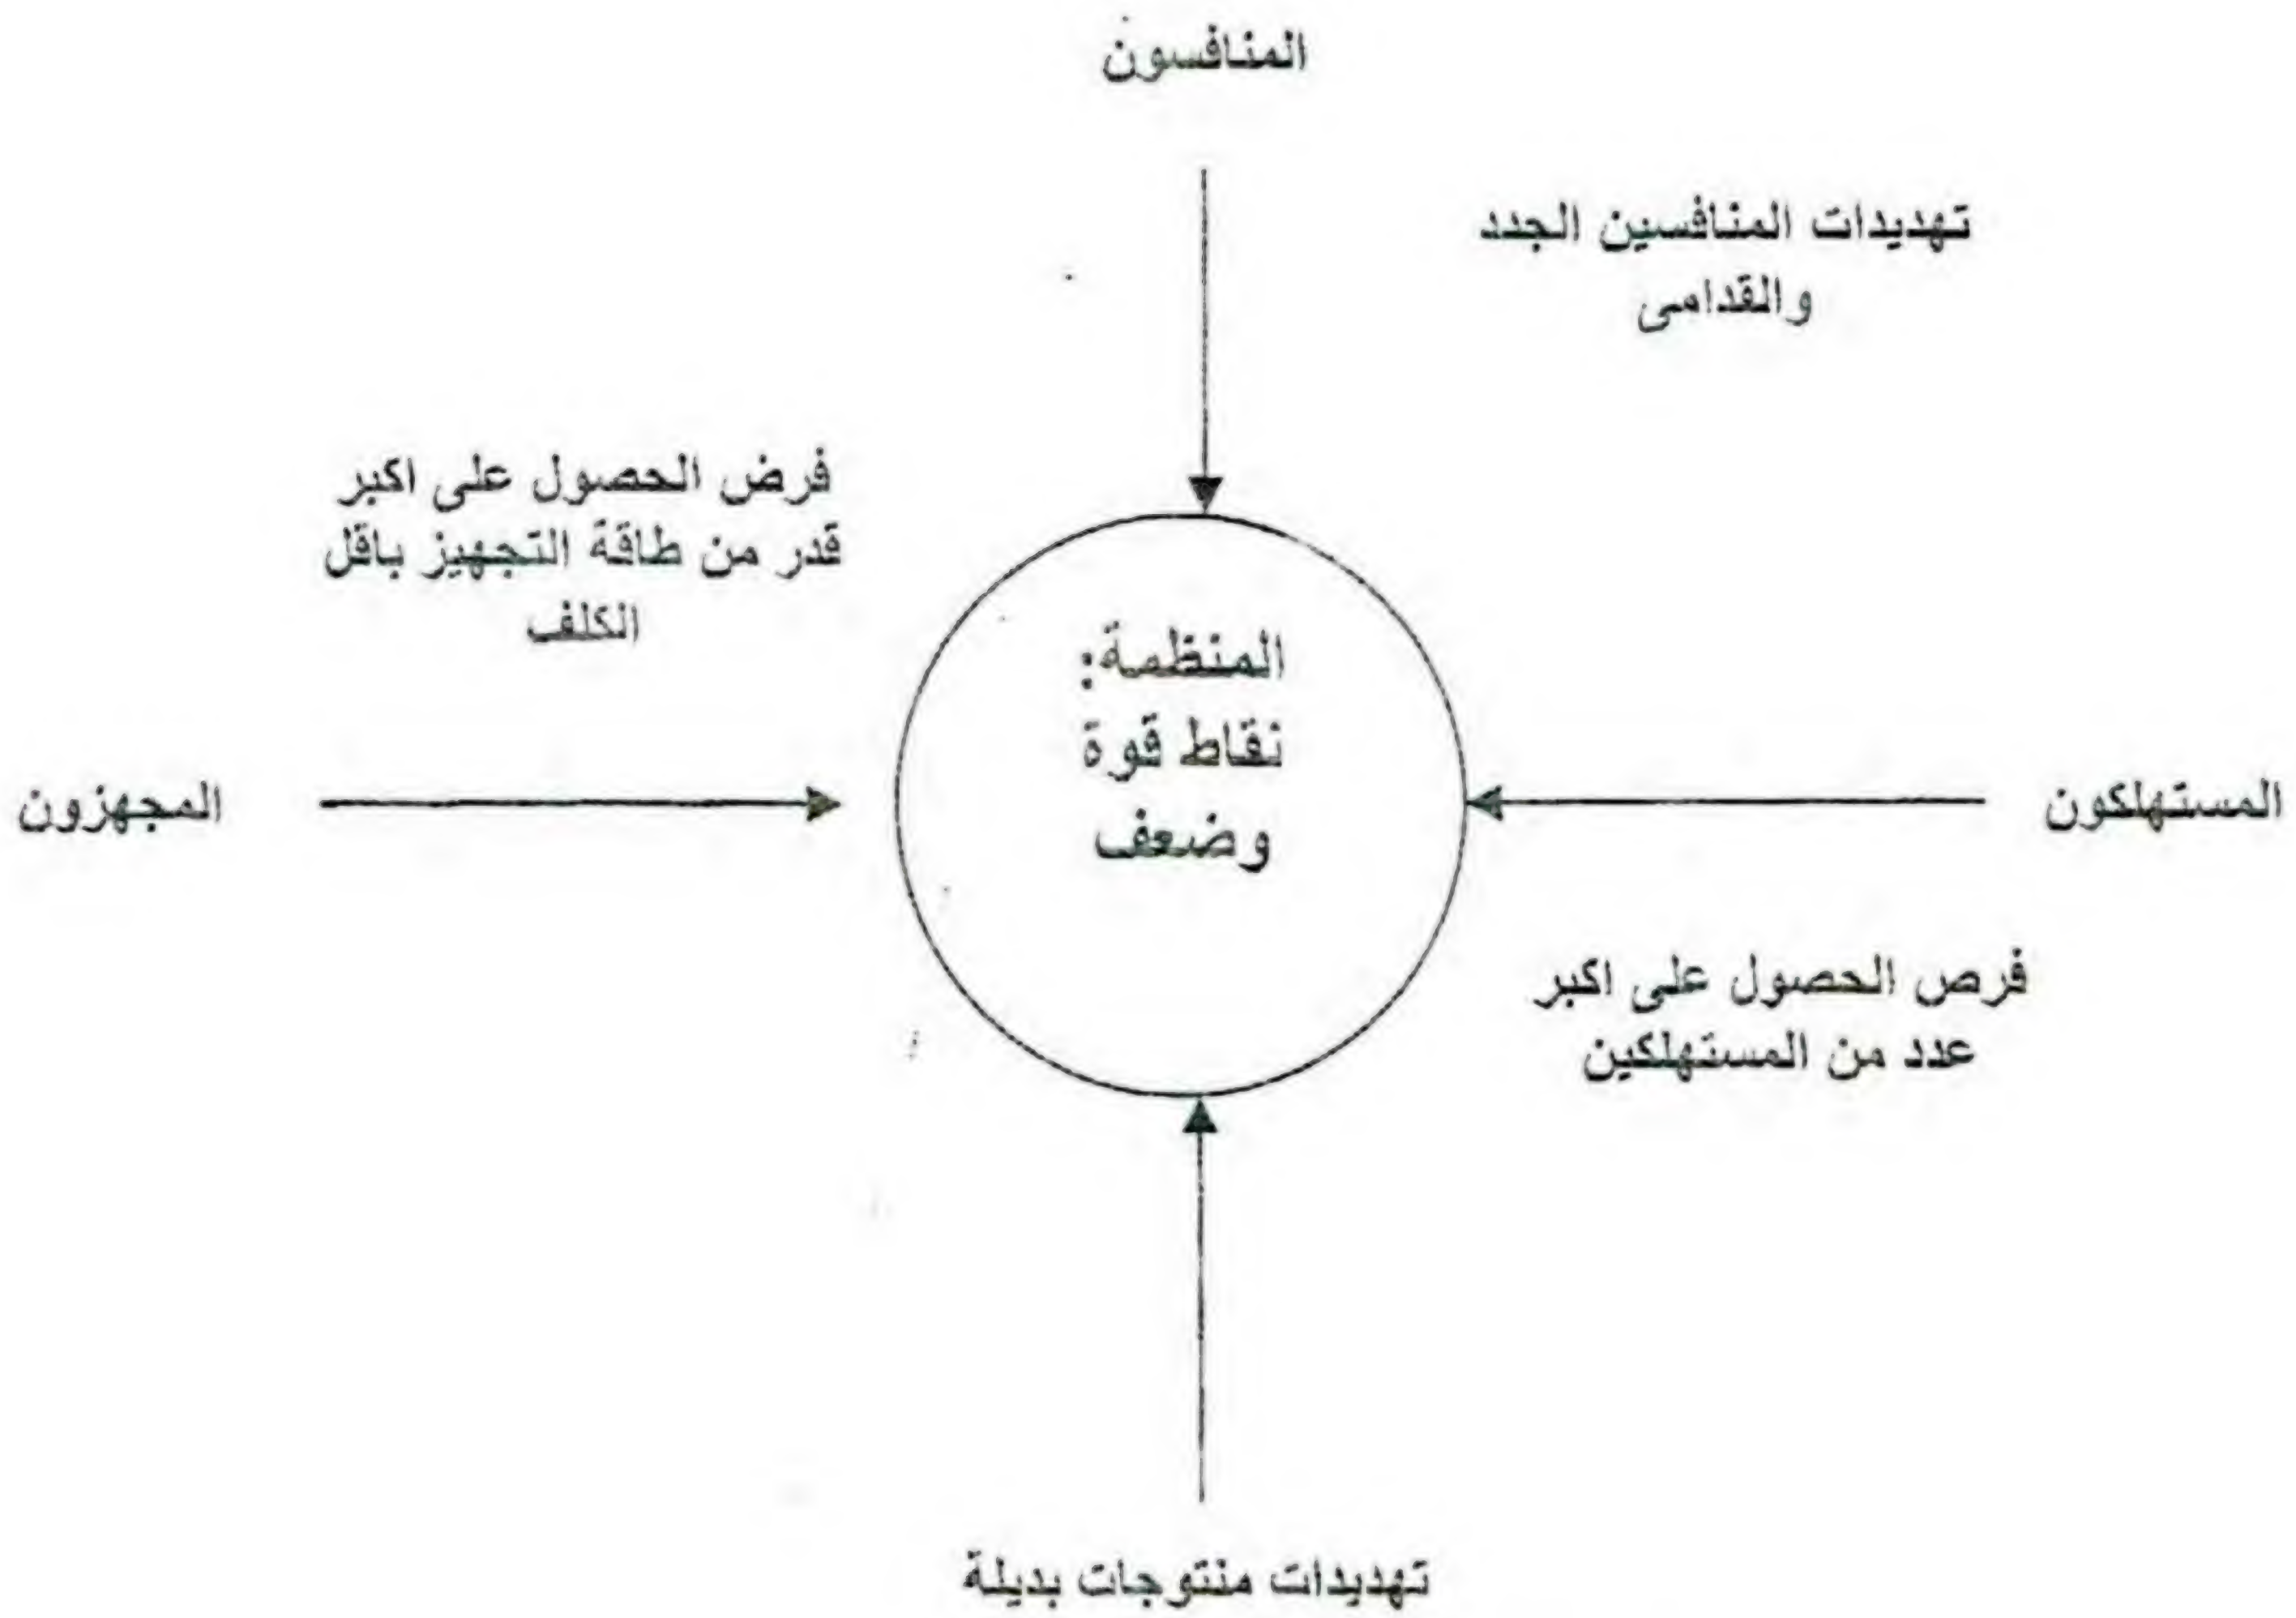 المنافسون
تهديدات المنافسين الجدد
والقدامى
فرض الحصول على اكبر
قدر من طاقة التجهيز باقل
الكلف
المنظمة:
نقاط قوة
وضعف
المستهلكون
المجهزون
فرص الحصول على اكبر
عدد من المستهلكين
تهديدات منتوجات بديلة